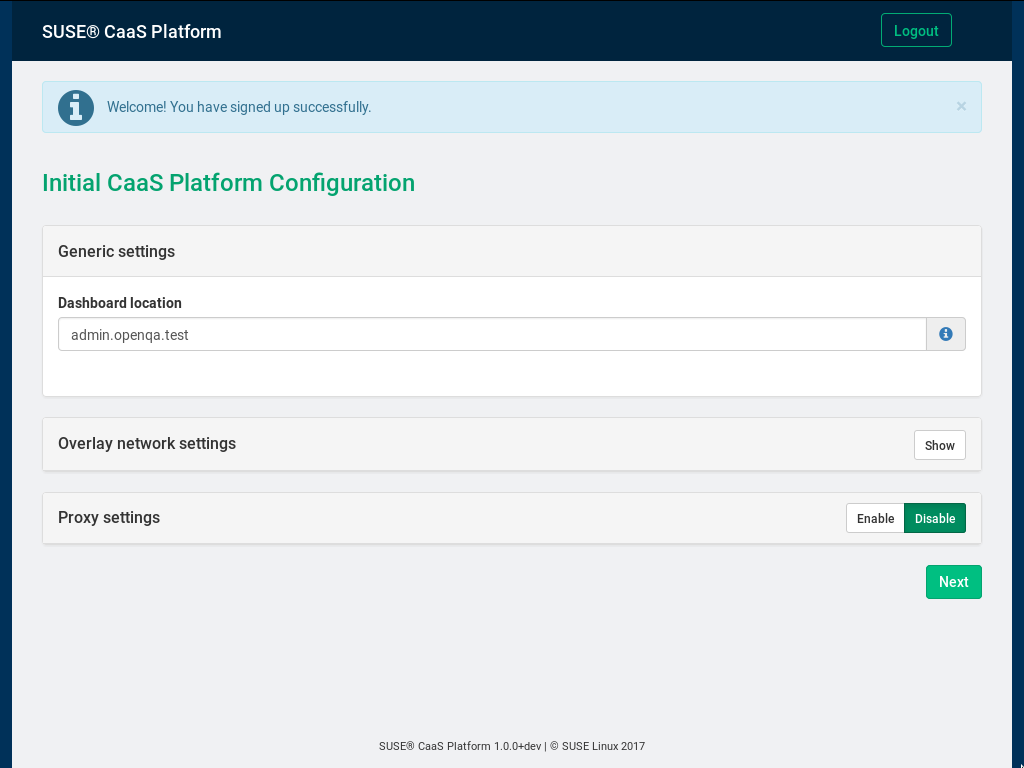 SUSE® CaaS Platform
Logout
Welcome! You have signed up successfully.
×
Initial CaaS Platform Configuration
Generic settings
Dashboard location
admin.openqa.test
Overlay network settings
Show
Proxy settings
Enable
Disable
Next
SUSE® CaaS Platform 1.0.0+dev | © SUSE Linux 2017